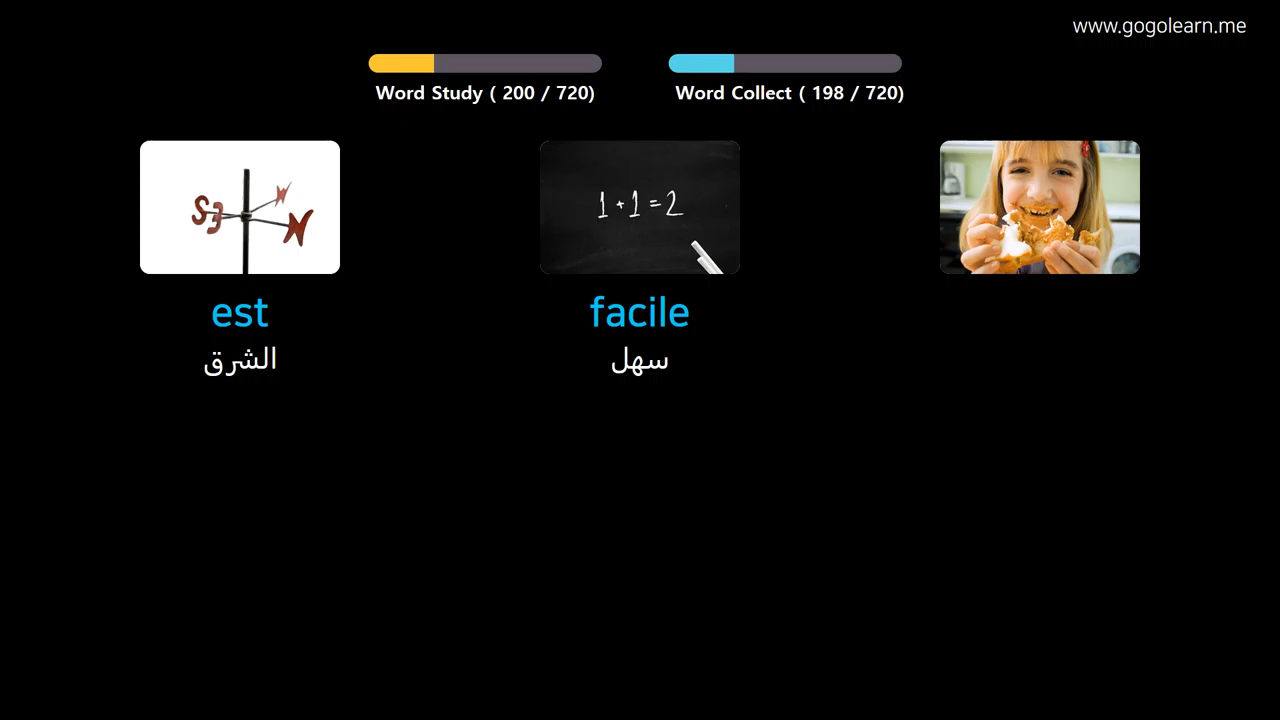 www.gogolearn.me
Word Study ( 200 / 720)
Word Collect ( 198 / 720)
S E N W
1 + 1 = 2
est
facile
الشرق
سهل